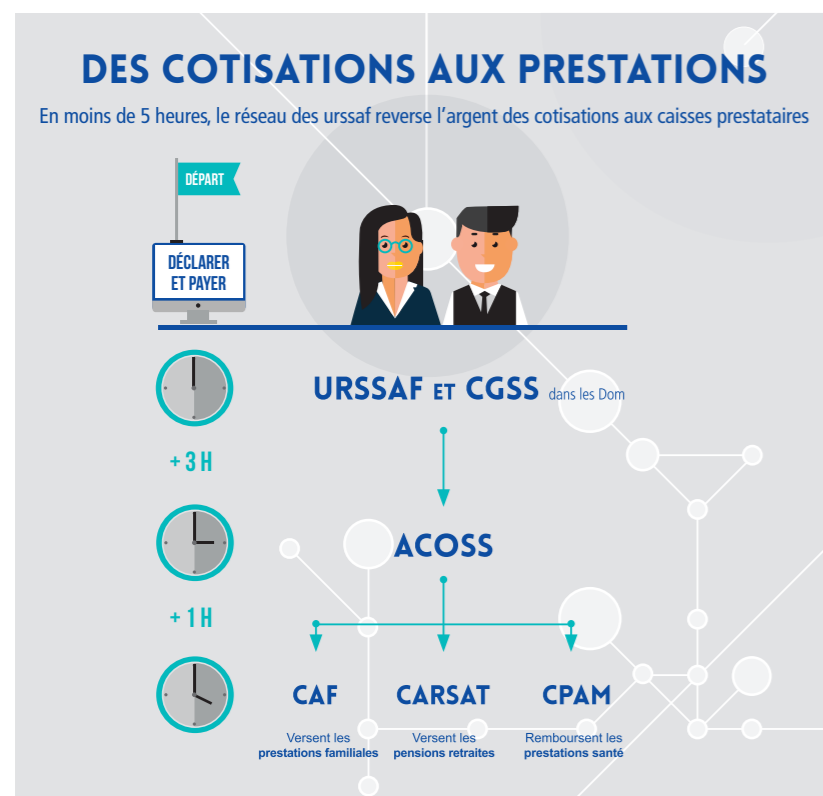 DES COTISATIONS AUX PRESTATIONS
En moins de 5 heures, le réseau des urssaf reverse l'argent des cotisations aux caisses prestataires
DÉPART
DÉCLARER
ET PAYER
URSSAF ET CGSS dans les Dom
+ 3 H
ACOSS
+ 1 H
CAF CARSAT CPAM
Versent les Versent les Remboursent les
prestations familiales pensions retraites prestations santé